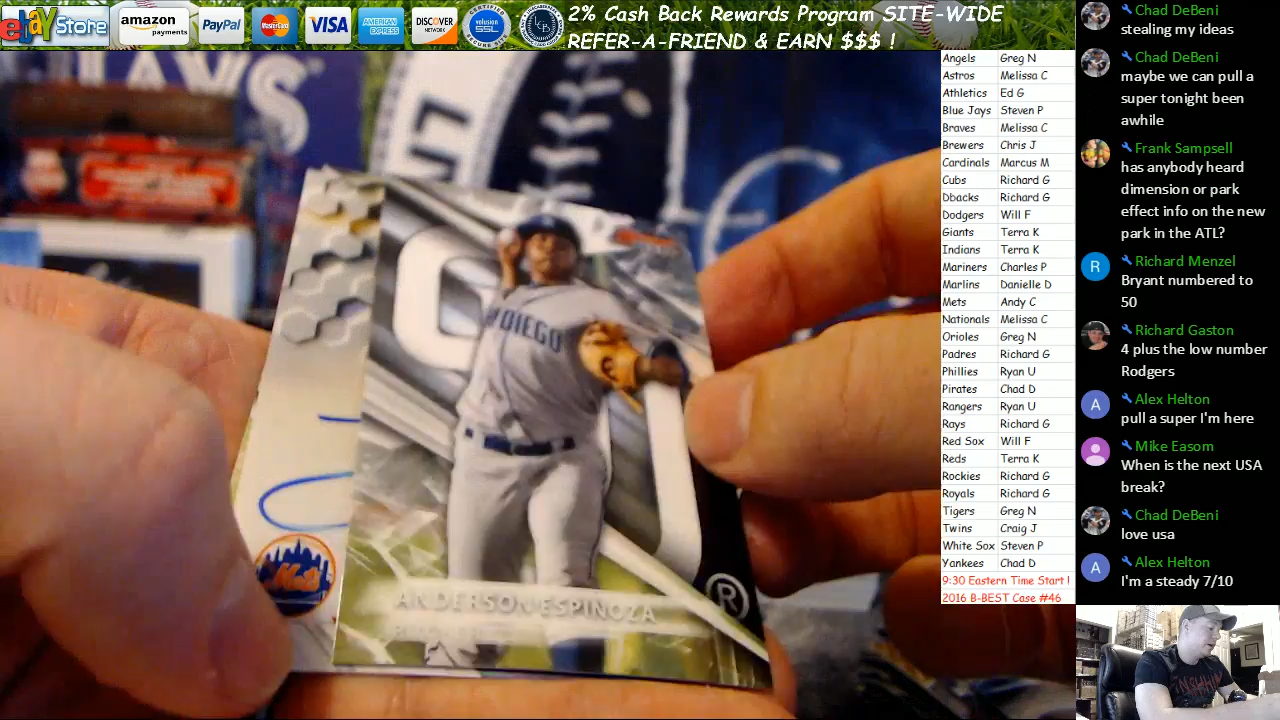 ebay Store
amazon
payments
PayPal
MasterCard
VISA
AMERICAN
EXPRESS
DISCOVER
NETWORK
CERTIFIED
volusion
SSL
SECURE
2% Cash Back Rewards Program SITE-WIDE
REFER-A-FRIEND & EARN $$$ !
Angels Greg N
Astros Melissa C
Athletics Ed G
Blue Jays Steven P
Braves Melissa C
Brewers Chris J
Cardinals Marcus M
Cubs Richard G
Dbacks Richard G
Dodgers Will F
Giants Terra K
Indians Terra K
Mariners Charles P
Marlins Danielle D
Mets Andy C
Nationals Melissa C
Orioles Greg N
Padres Richard G
Phillies Ryan U
Pirates Chad D
Rangers Ryan U
Rays Richard G
Red Sox Will F
Reds Terra K
Rockies Richard G
Royals Richard G
Tigers Greg N
Twins Craig J
White Sox Steven P
Yankees Chad D
9:30 Eastern Time Start !
2016 B-BEST Case #46
Chad DeBeni
stealing my ideas
Chad DeBeni
maybe we can pull a
super tonight been
awhile
Frank Sampsell
has anybody heard
dimension or park
effect info on the new
park in the ATL?
R Richard Menzel
Bryant numbered to
50
Richard Gaston
4 plus the low number
Rodgers
A Alex Helton
pull a super I'm here
Mike Easom
When is the next USA
break?
Chad DeBeni
love usa
A Alex Helton
I'm a steady 7/10
DIEGO
Mets
ANDERSON ESPINOZA
R